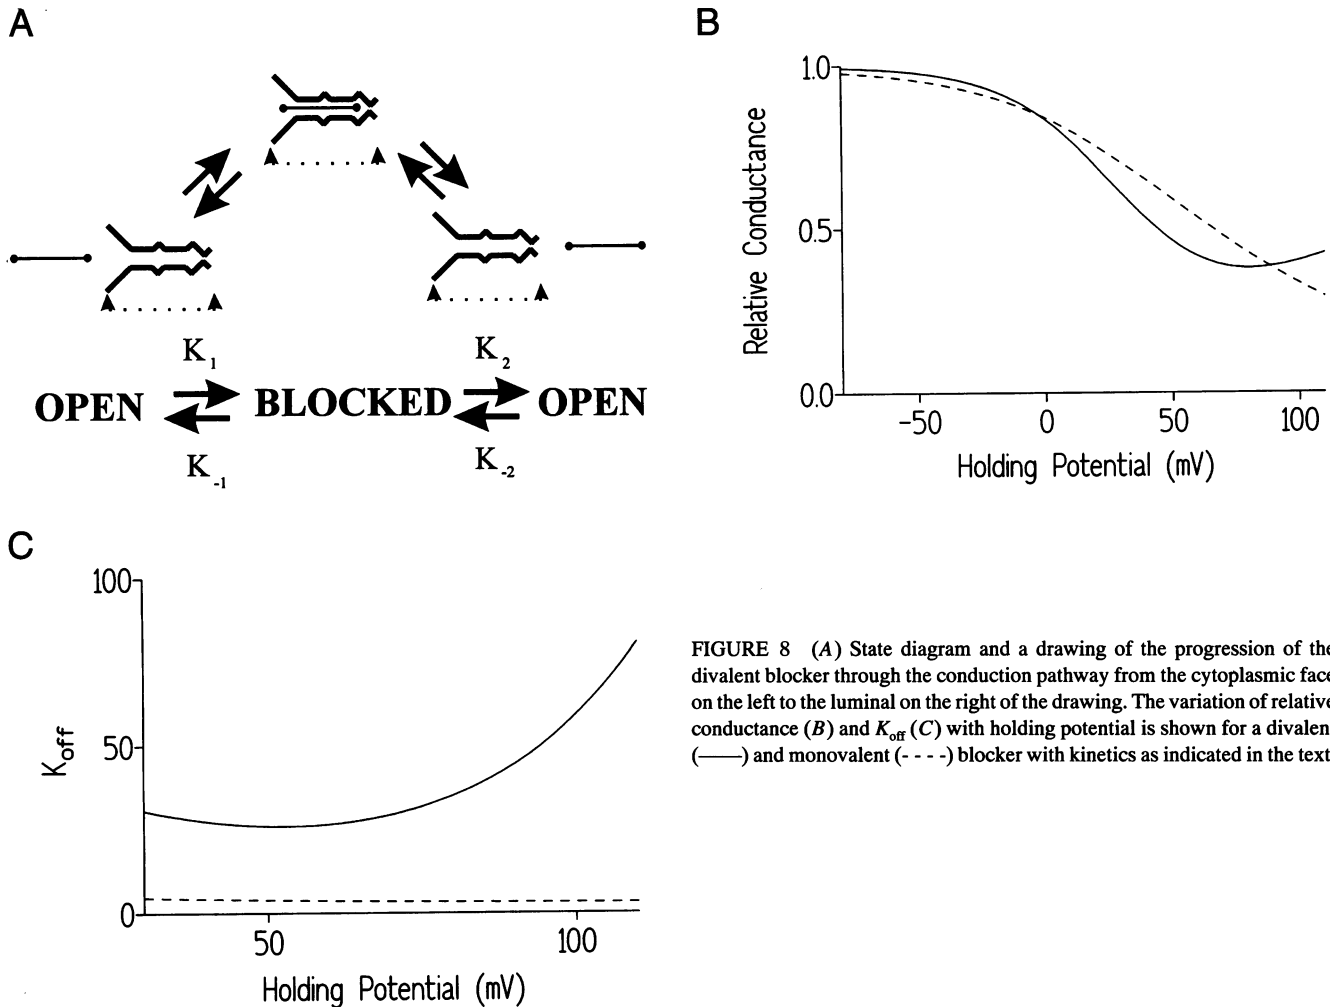 A
K1
K2
OPEN BLOCKED OPEN
K-1
K-2
B
1.0
0.5
0.0
Relative Conductance
-50 0 50 100
Holding Potential (mV)
C
100
50
0
Koff
50 100
Holding Potential (mV)
FIGURE 8 (A) State diagram and a drawing of the progression of the
divalent blocker through the conduction pathway from the cytoplasmic face
on the left to the luminal on the right of the drawing. The variation of relative
conductance (B) and Koff (C) with holding potential is shown for a divalen
(——) and monovalent (- - - -) blocker with kinetics as indicated in the text